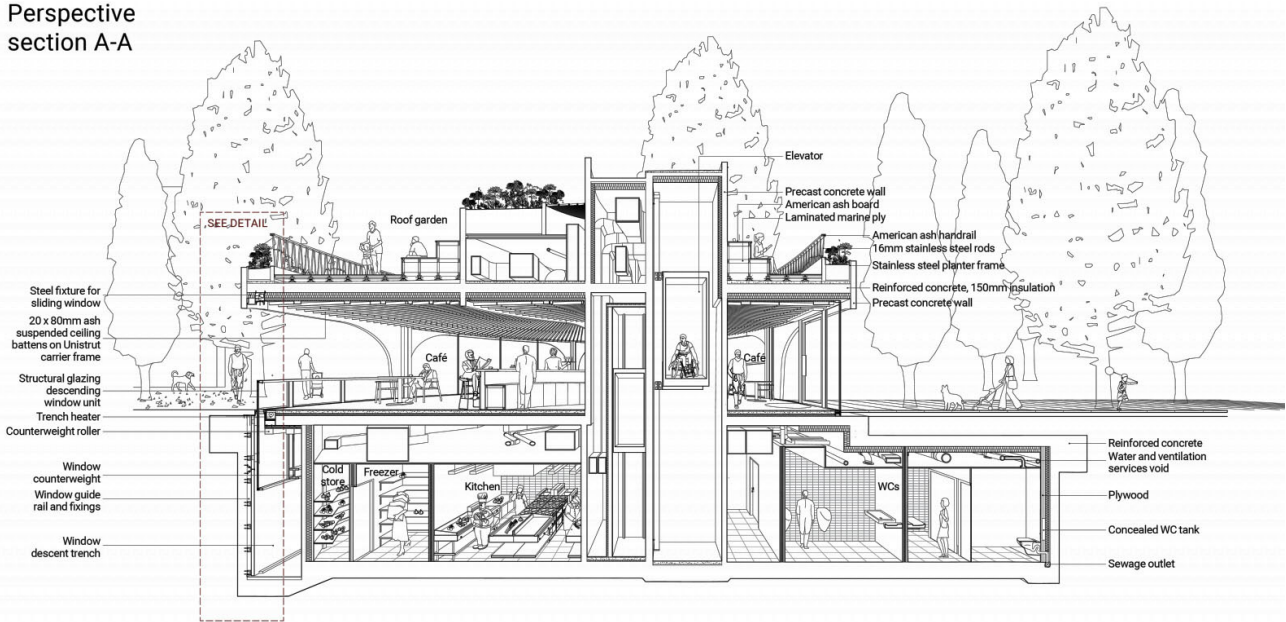 Perspective
section A-A
SEE DETAIL
Roof garden
Steel fixture for
sliding window
20 x 80mm ash
suspended ceiling
battens on Unistrut
carrier frame
Structural glazing
descending
window unit
Trench heater
Counterweight roller
Window
counterweight
Window guide
rail and fixings
Window
descent trench
Café
Café
Cold
store
Freezer
Kitchen
WCs
Elevator
Precast concrete wall
American ash board
Laminated marine ply
American ash handrail
16mm stainless steel rods
Stainless steel planter frame
Reinforced concrete, 150mm insulation
Precast concrete wall
Reinforced concrete
Water and ventilation
services void
Plywood
Concealed WC tank
Sewage outlet